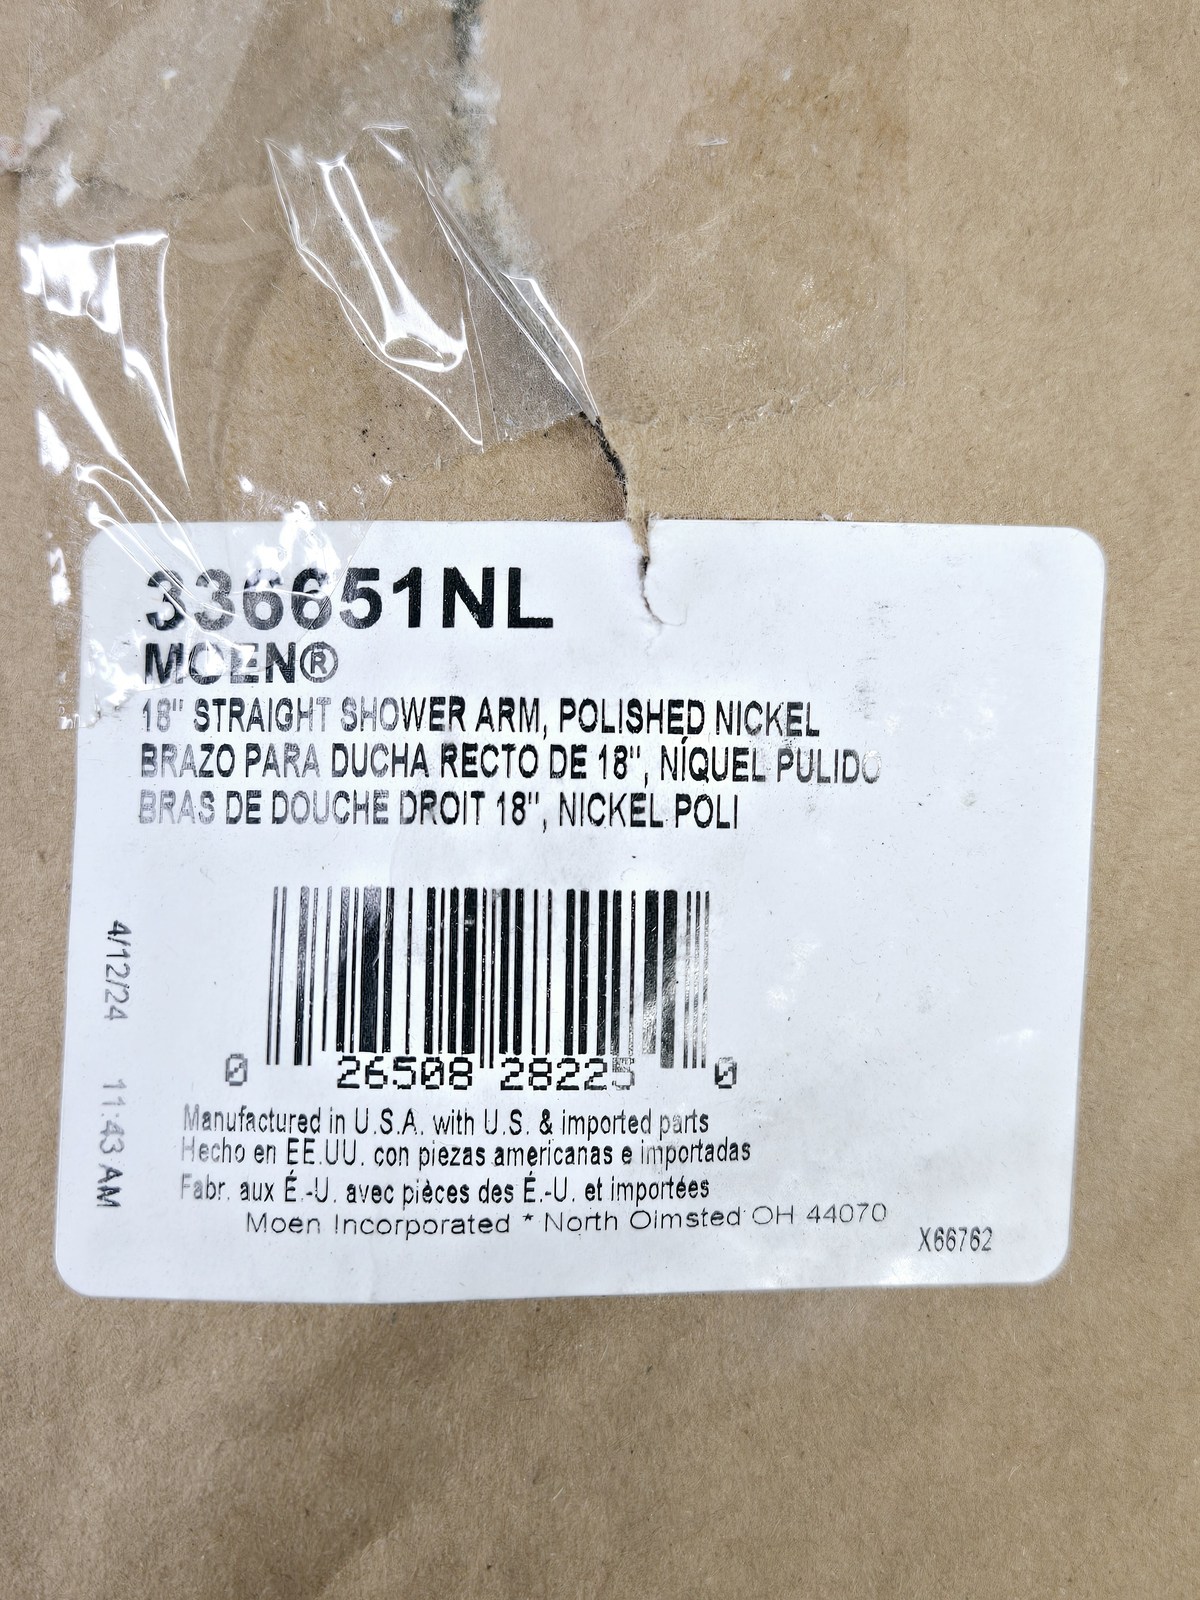 336651NL
MOEN®
18" STRAIGHT SHOWER ARM, POLISHED NICKEL
BRAZO PARA DUCHA RECTO DE 18", NÍQUEL PULIDO
BRAS DE DOUCHE DROIT 18", NICKEL POLI
4/12/24 11:43 AM
0 26508 28225 0
Manufactured in U.S.A. with U.S. & imported parts
Hecho en EE.UU. con piezas americanas e importadas
Fabr. aux É.-U. avec pièces des É.-U. et importées
Moen Incorporated * North Olmsted OH 44070
X66762